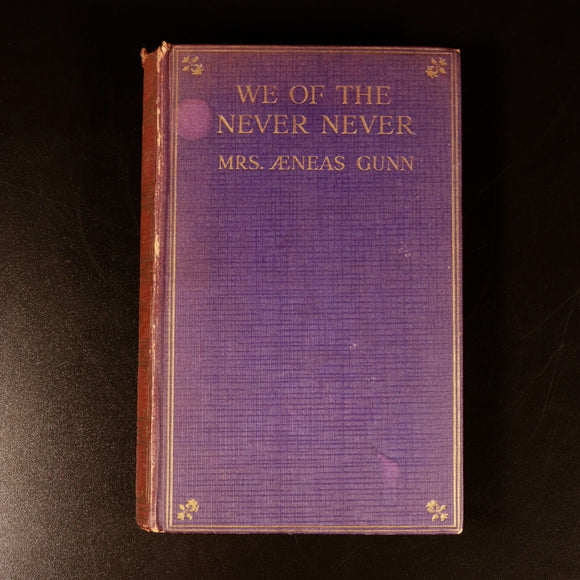 WE OF THE
NEVER NEVER
MRS. ÆNEAS GUNN